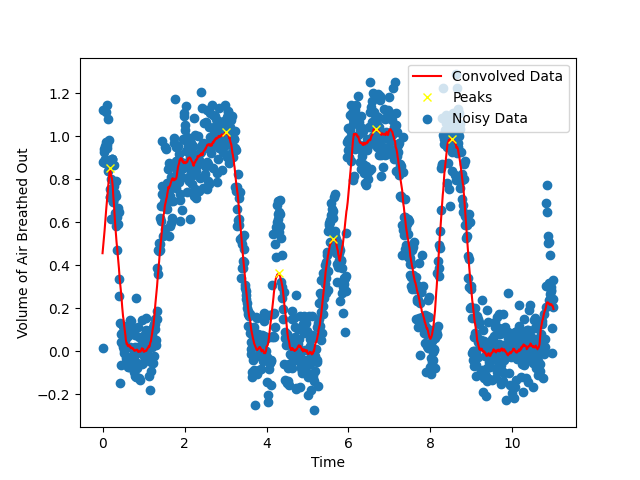 Convolved Data
Peaks
Noisy Data
1.2
1.0
0.8
0.6
0.4
0.2
0.0
−0.2
Volume of Air Breathed Out
0 2 4 6 8 10
Time